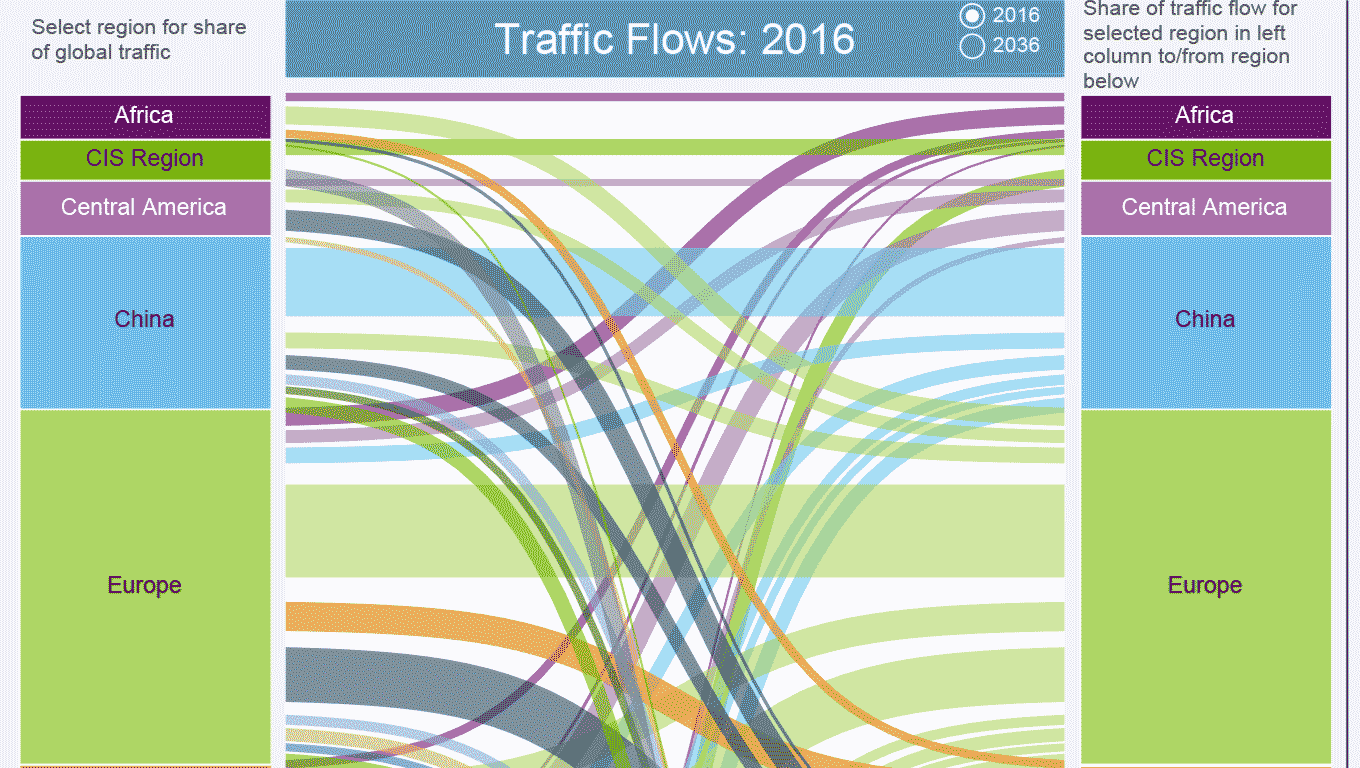 Select region for share
of global traffic
Traffic Flows: 2016
2016
2036
Share of traffic flow for
selected region in left
column to/from region
below
Africa
Africa
CIS Region
CIS Region
Central America
Central America
China
China
Europe
Europe